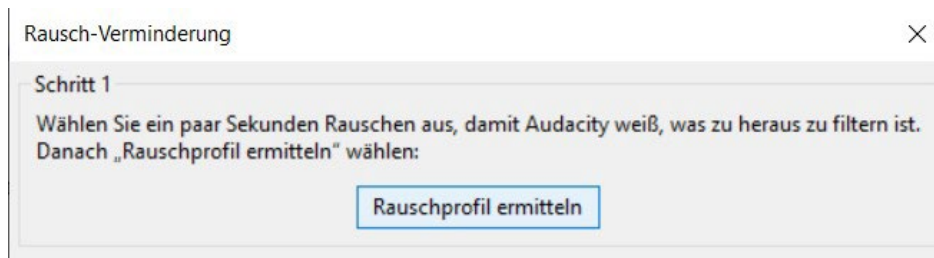 Rausch-Verminderung
Schritt 1
Wählen Sie ein paar Sekunden Rauschen aus, damit Audacity weiß, was zu heraus zu filtern ist.
Danach „Rauschprofil ermitteln“ wählen:
Rauschprofil ermitteln